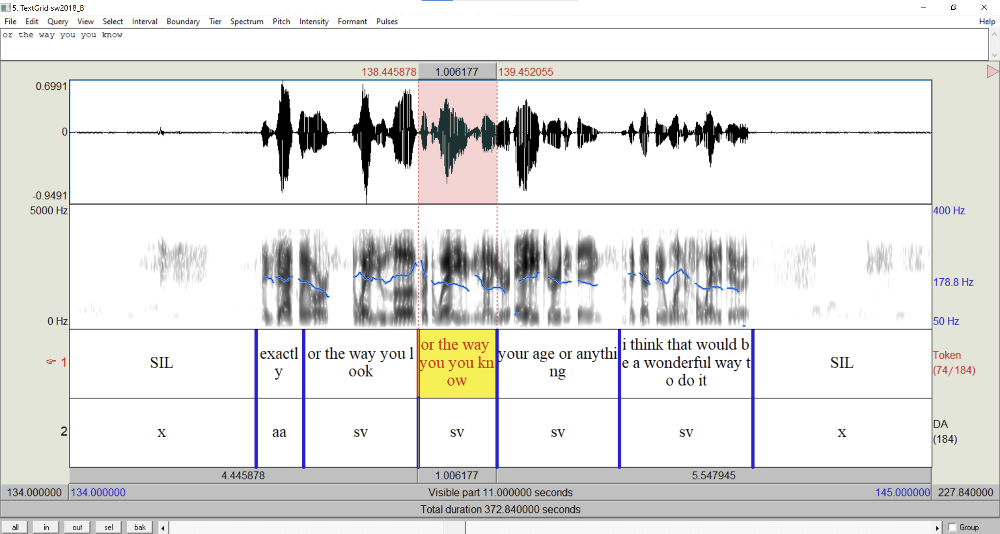 5. TextGrid sw2018_B
File Edit Query View Select Interval Boundary Tier Spectrum Pitch Intensity Formant Pulses Help
or the way you you know
138.445878 1.006177 139.452055
0.6991
0
-0.9491
5000 Hz 400 Hz
178.8 Hz
0 Hz 50 Hz
1
SIL
exactl
y
or the way you l
ook
or the way
you you kn
ow
your age or anythi
ng
i think that would b
e a wonderful way t
o do it
SIL
Token
(74/184)
2 x aa sv sv sv sv x
DA
(184)
4.445878 1.006177 5.547945
134.000000 134.000000 Visible part 11.000000 seconds 145.000000 227.840000
Total duration 372.840000 seconds
all in out sel bak Group